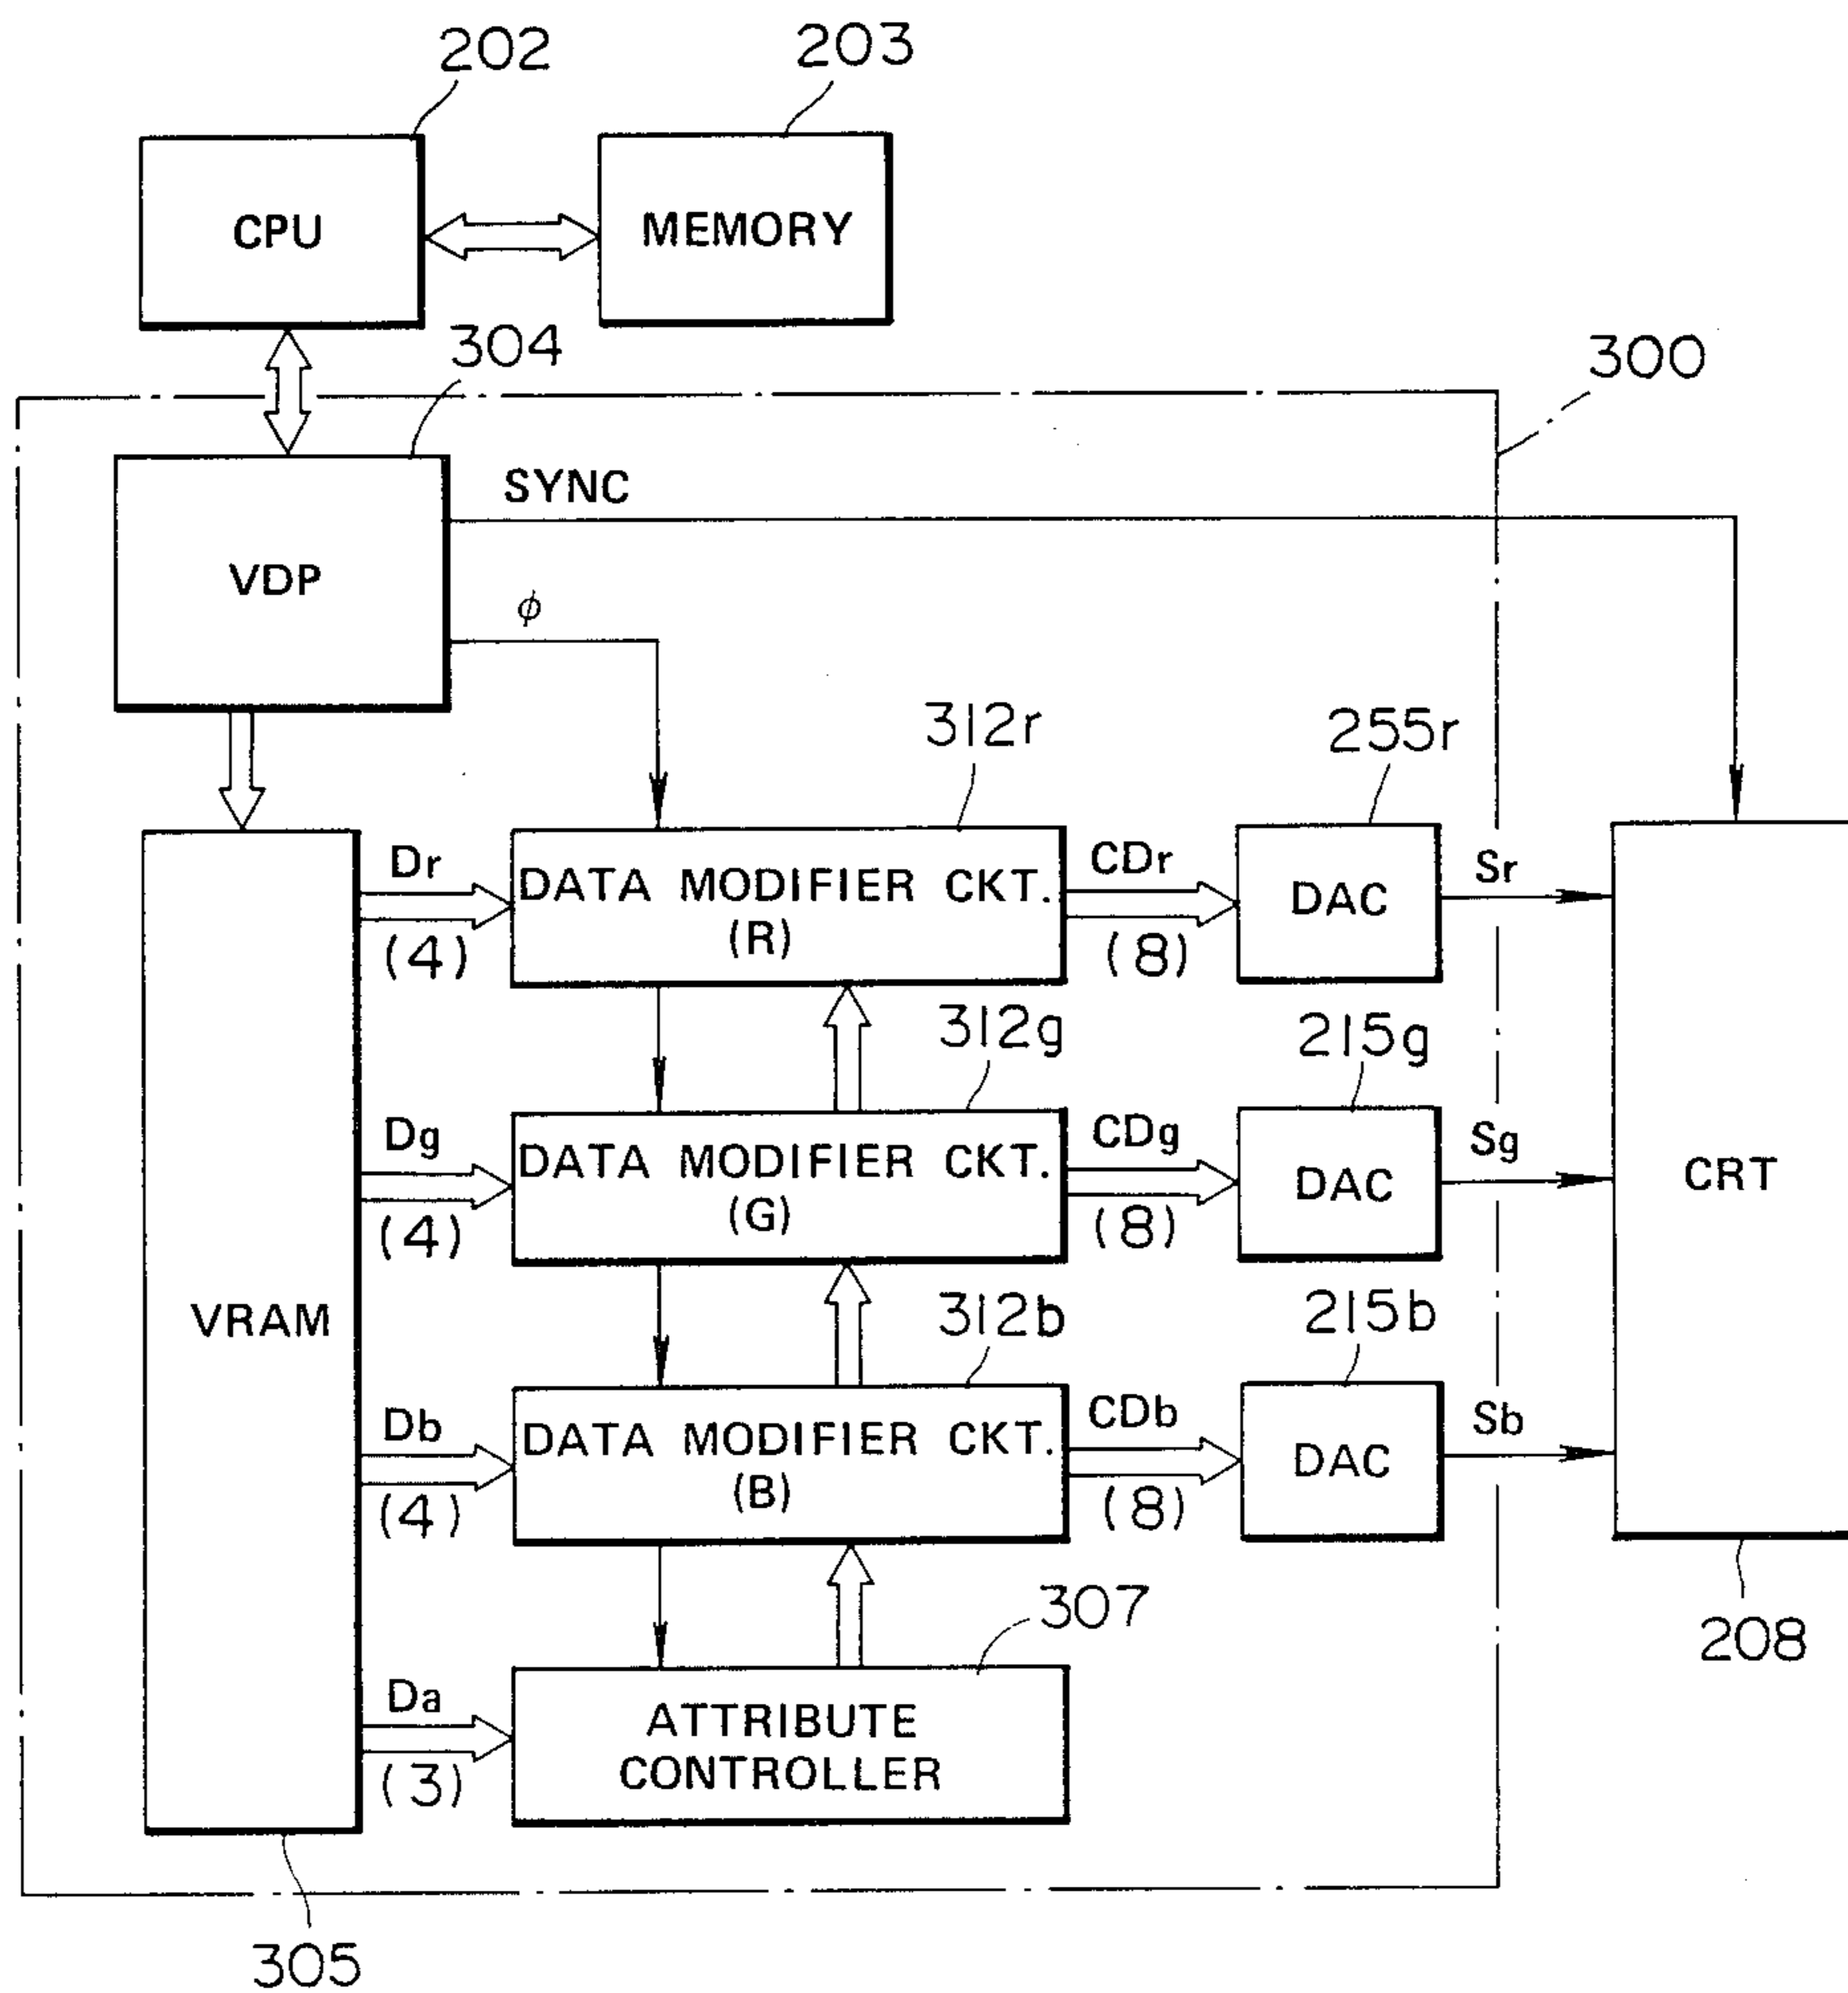 202
203
CPU
MEMORY
304
300
SYNC
VDP
ϕ
312r
255r
Dr
DATA MODIFIER CKT.
(R)
CDr
DAC
Sr
(4)
(8)
312g
215g
Dg
DATA MODIFIER CKT.
(G)
CDg
DAC
Sg
CRT
(4)
(8)
VRAM
312b
215b
Db
DATA MODIFIER CKT.
(B)
CDb
DAC
Sb
(4)
(8)
307
208
Da
ATTRIBUTE
CONTROLLER
(3)
305